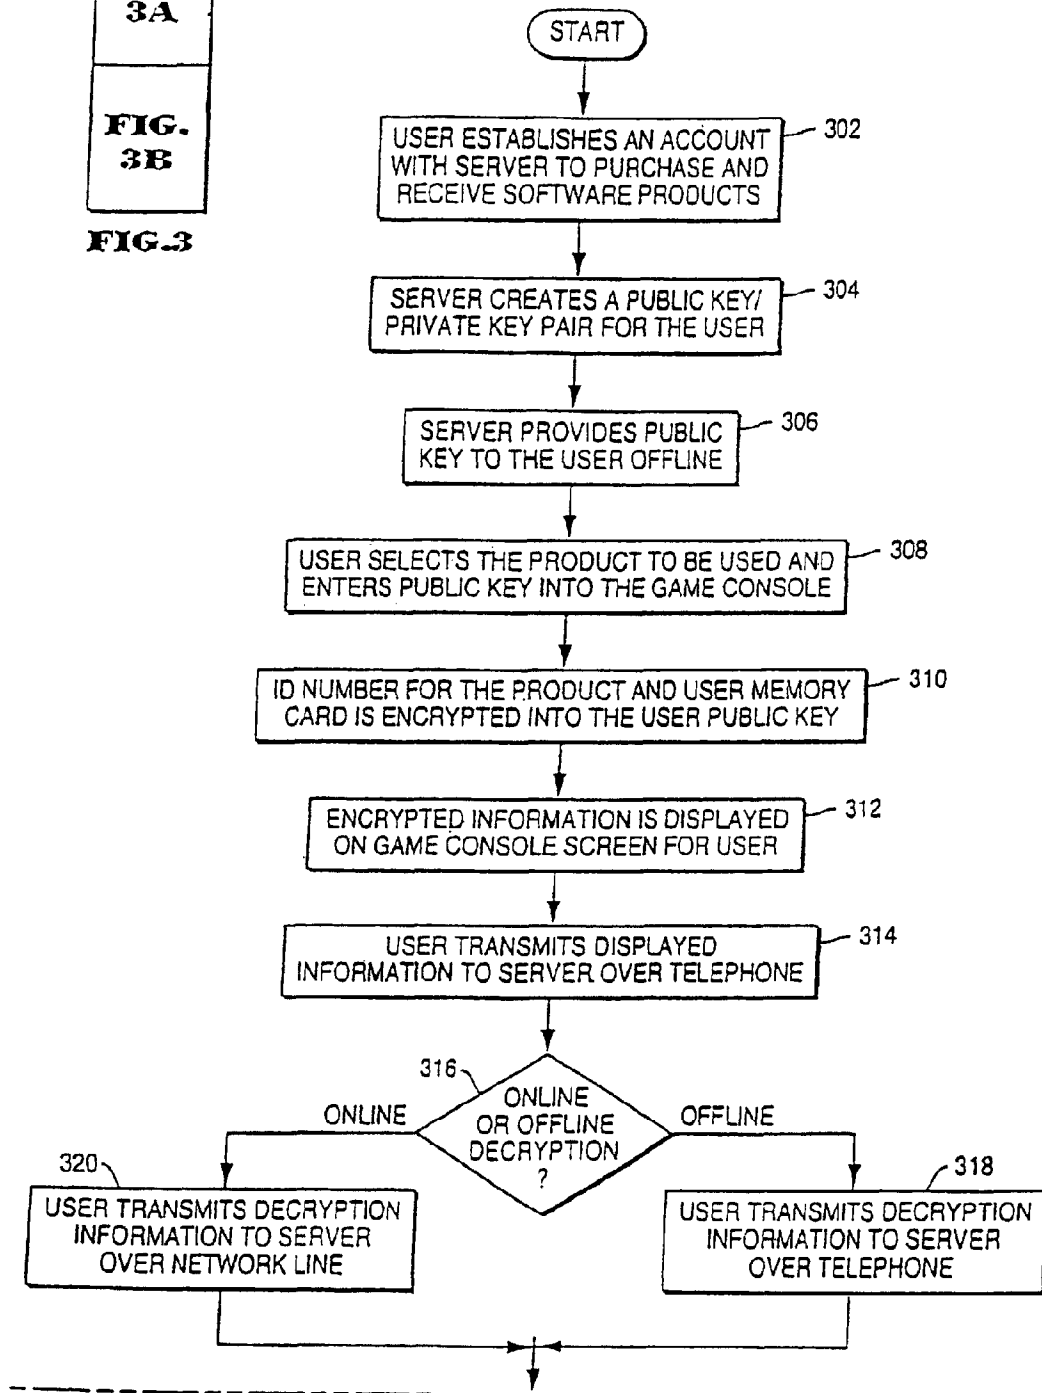 3A
FIG.
3B
FIG.3
START
302
USER ESTABLISHES AN ACCOUNT
WITH SERVER TO PURCHASE AND
RECEIVE SOFTWARE PRODUCTS
304
SERVER CREATES A PUBLIC KEY/
PRIVATE KEY PAIR FOR THE USER
306
SERVER PROVIDES PUBLIC
KEY TO THE USER OFFLINE
308
USER SELECTS THE PRODUCT TO BE USED AND
ENTERS PUBLIC KEY INTO THE GAME CONSOLE
310
ID NUMBER FOR THE PRODUCT AND USER MEMORY
CARD IS ENCRYPTED INTO THE USER PUBLIC KEY
312
ENCRYPTED INFORMATION IS DISPLAYED
ON GAME CONSOLE SCREEN FOR USER
314
USER TRANSMITS DISPLAYED
INFORMATION TO SERVER OVER TELEPHONE
316
ONLINE
OR OFFLINE
DECRYPTION
?
ONLINE
OFFLINE
320
USER TRANSMITS DECRYPTION
INFORMATION TO SERVER
OVER NETWORK LINE
318
USER TRANSMITS DECRYPTION
INFORMATION TO SERVER
OVER TELEPHONE